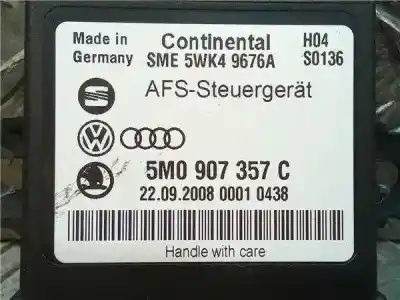 Made in Germany
Continental
SME 5WK4 9676A
H04
S0136
AFS-Steuergerät
5M0 907 357 C
22.09.2008 0001 0438
Handle with care